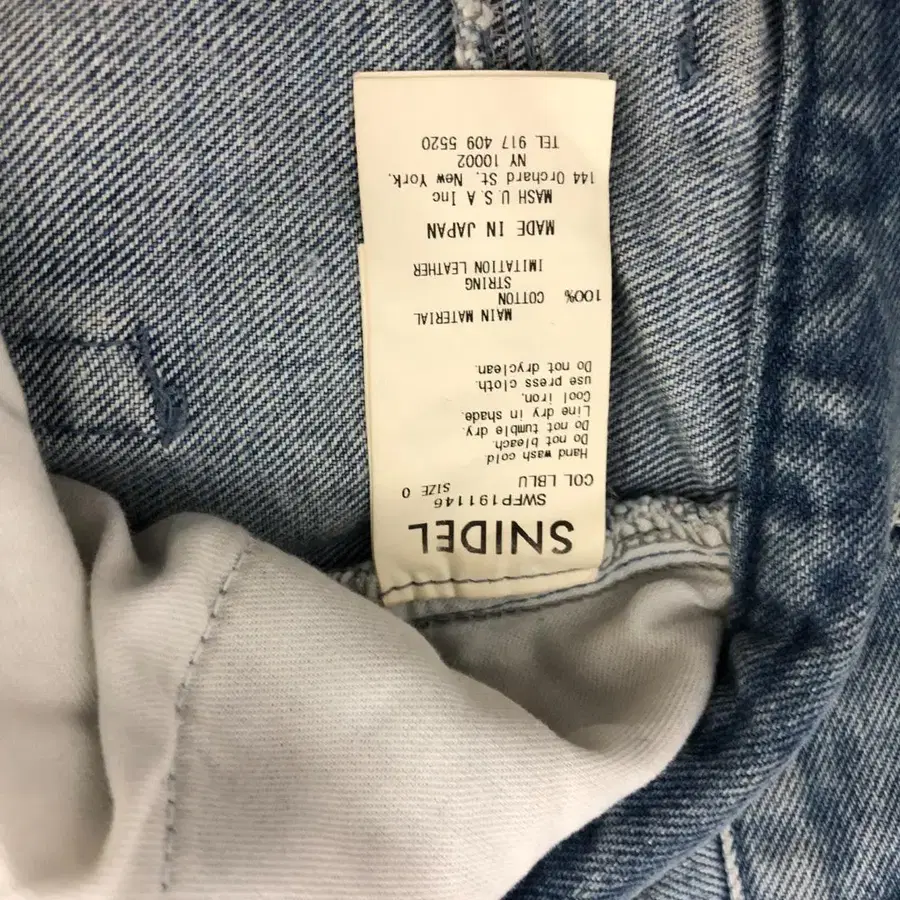 SNIDEL
SWFP191146
COL LBLU SIZE 0
Hand wash cold.
Do not bleach.
Do not tumble dry.
Line dry in shade.
Cool iron.
use press cloth.
Do not dryclean.
MAIN MATERIAL
100% COTTON
STRING
IMITATION LEATHER
MADE IN JAPAN
MASH U.S.A Inc
144 Orchard St. New York.
NY 10002
TEL 917 409 5520